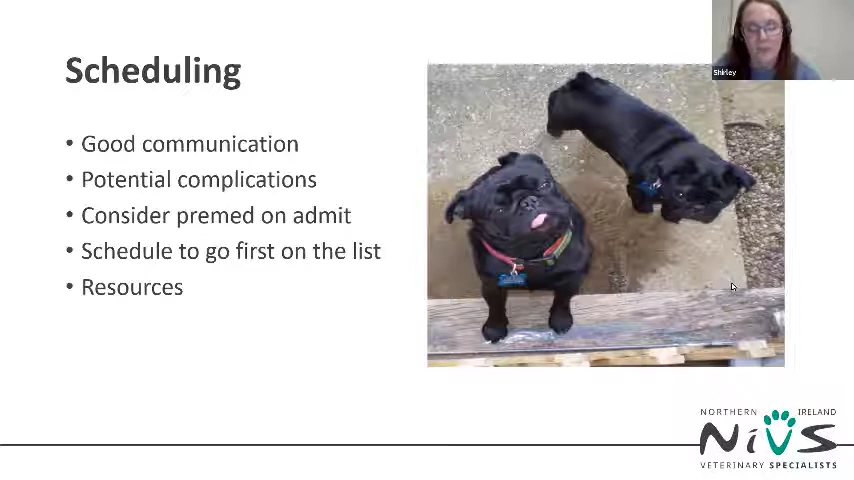 Shirley
Scheduling
• Good communication
• Potential complications
• Consider premed on admit
• Schedule to go first on the list
• Resources
NORTHERN IRELAND
NiVS
VETERINARY SPECIALISTS